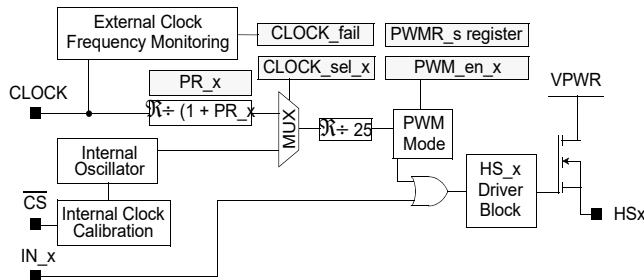 External Clock
Frequency Monitoring
CLOCK_fail
PWMR_s register
PR_x
CLOCK_sel_x
PWM_en_x
VPWR
CLOCK
ℜ÷ (1 + PR_x
MUX
ℜ÷ 25
PWM
Mode
Internal
Oscillator
HS_x
Driver
Block
CS
Internal Clock
Calibration
HSx
IN_x